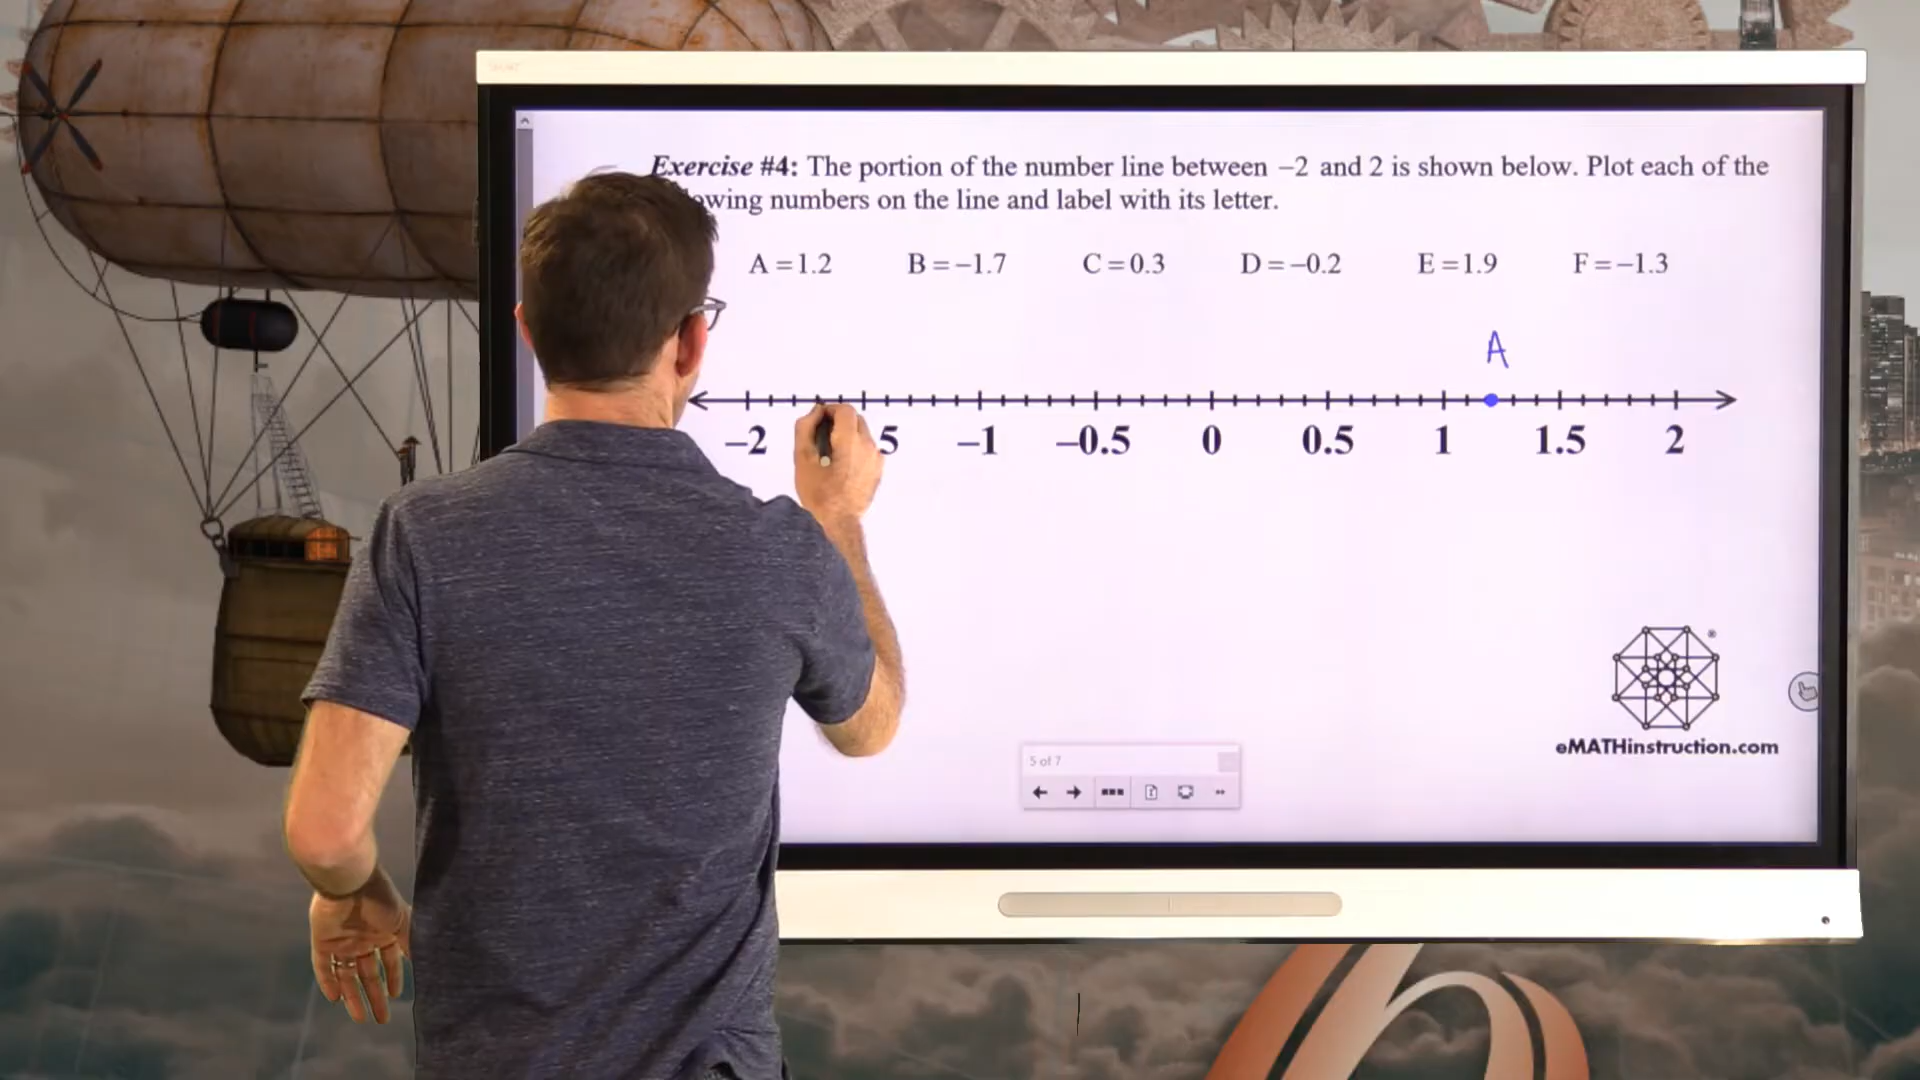 Exercise #4: The portion of the number line between −2 and 2 is shown below. Plot each of the
owing numbers on the line and label with its letter.
A = 1.2 B = −1.7 C = 0.3 D = −0.2 E = 1.9 F = −1.3
A
−2 5 −1 −0.5 0 0.5 1 1.5 2
®
eMATHinstruction.com
5 of 7